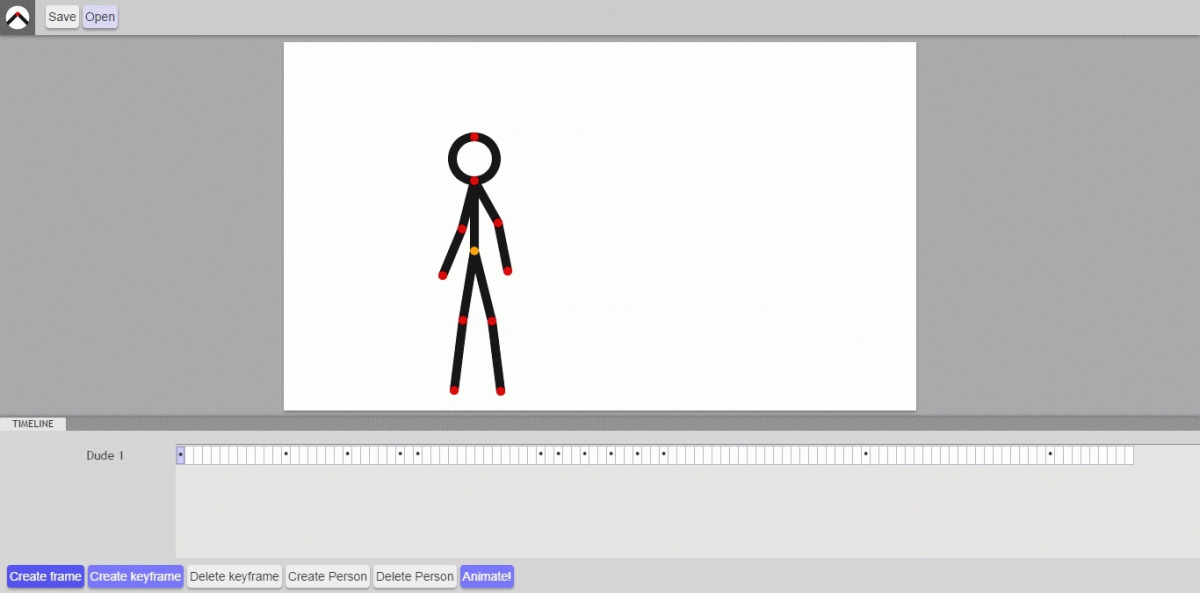 Save Open
TIMELINE
Dude 1
Create frame Create keyframe Delete keyframe Create Person Delete Person Animate!